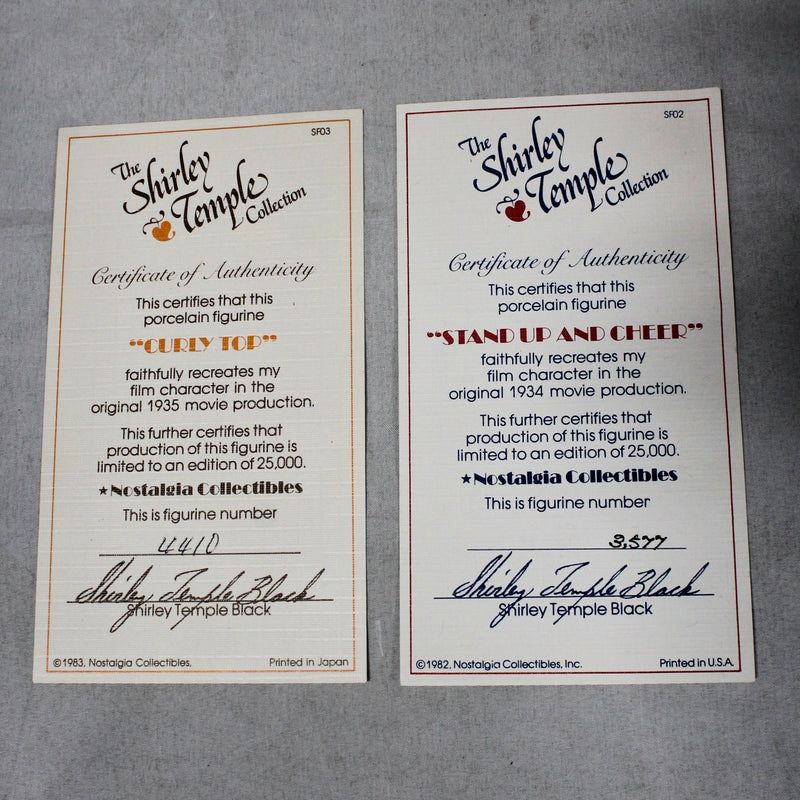 SF03
The
Shirley
Temple
Collection
Certificate of Authenticity
This certifies that this
porcelain figurine
"CURLY TOP"
faithfully recreates my
film character in the
original 1935 movie production.
This further certifies that
production of this figurine is
limited to an edition of 25,000.
★Nostalgia Collectibles
This is figurine number
4410
Shirley Temple Black
Shirley Temple Black
©1983, Nostalgia Collectibles, Printed in Japan
SF02
The
Shirley
Temple
Collection
Certificate of Authenticity
This certifies that this
porcelain figurine
"STAND UP AND CHEER"
faithfully recreates my
film character in the
original 1934 movie production.
This further certifies that
production of this figurine is
limited to an edition of 25,000.
★Nostalgia Collectibles
This is figurine number
3,577
Shirley Temple Black
Shirley Temple Black
©1982, Nostalgia Collectibles, Inc. Printed in U.S.A.